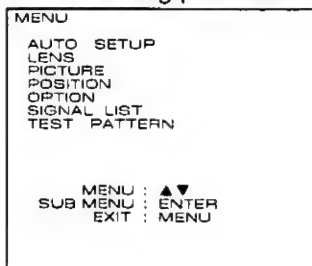 MENU
AUTO SETUP
LENS
PICTURE
POSITION
OPTION
SIGNAL LIST
TEST PATTERN
MENU : ▲▼
SUB MENU : ENTER
EXIT : MENU